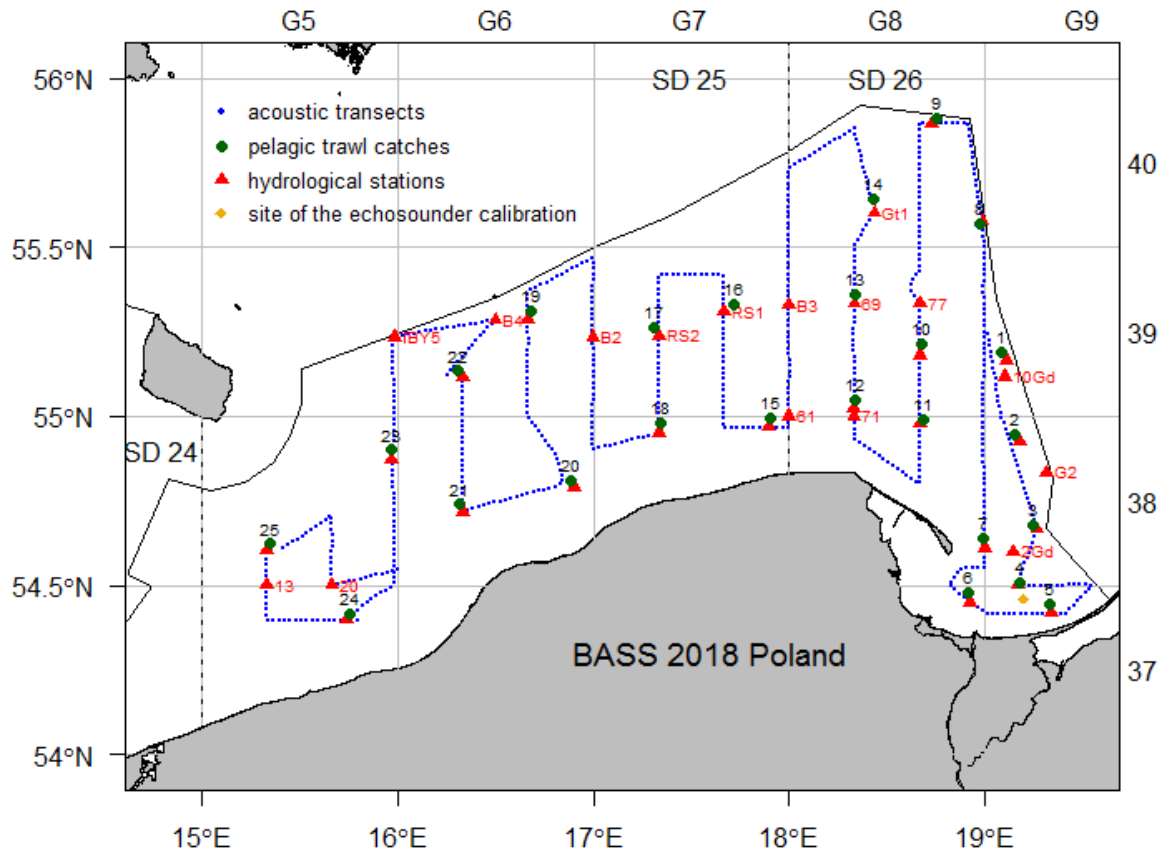 G5 G6 G7 G8 G9
56°N
SD 25 SD 26
acoustic transects
pelagic trawl catches
hydrological stations
site of the echosounder calibration
9
40
14
Gt1
8
55.5°N
19
16
13
B4
RS1
B3
69
77
17
IBY5
B2
RS2
10
1
39
22
10Gd
12
55°N
18
15
61
71
11
2
23
SD 24
G2
21
20
38
3
25
7
2Gd
13
20
6
4
54.5°N
24
5
BASS 2018 Poland
37
54°N
15°E 16°E 17°E 18°E 19°E